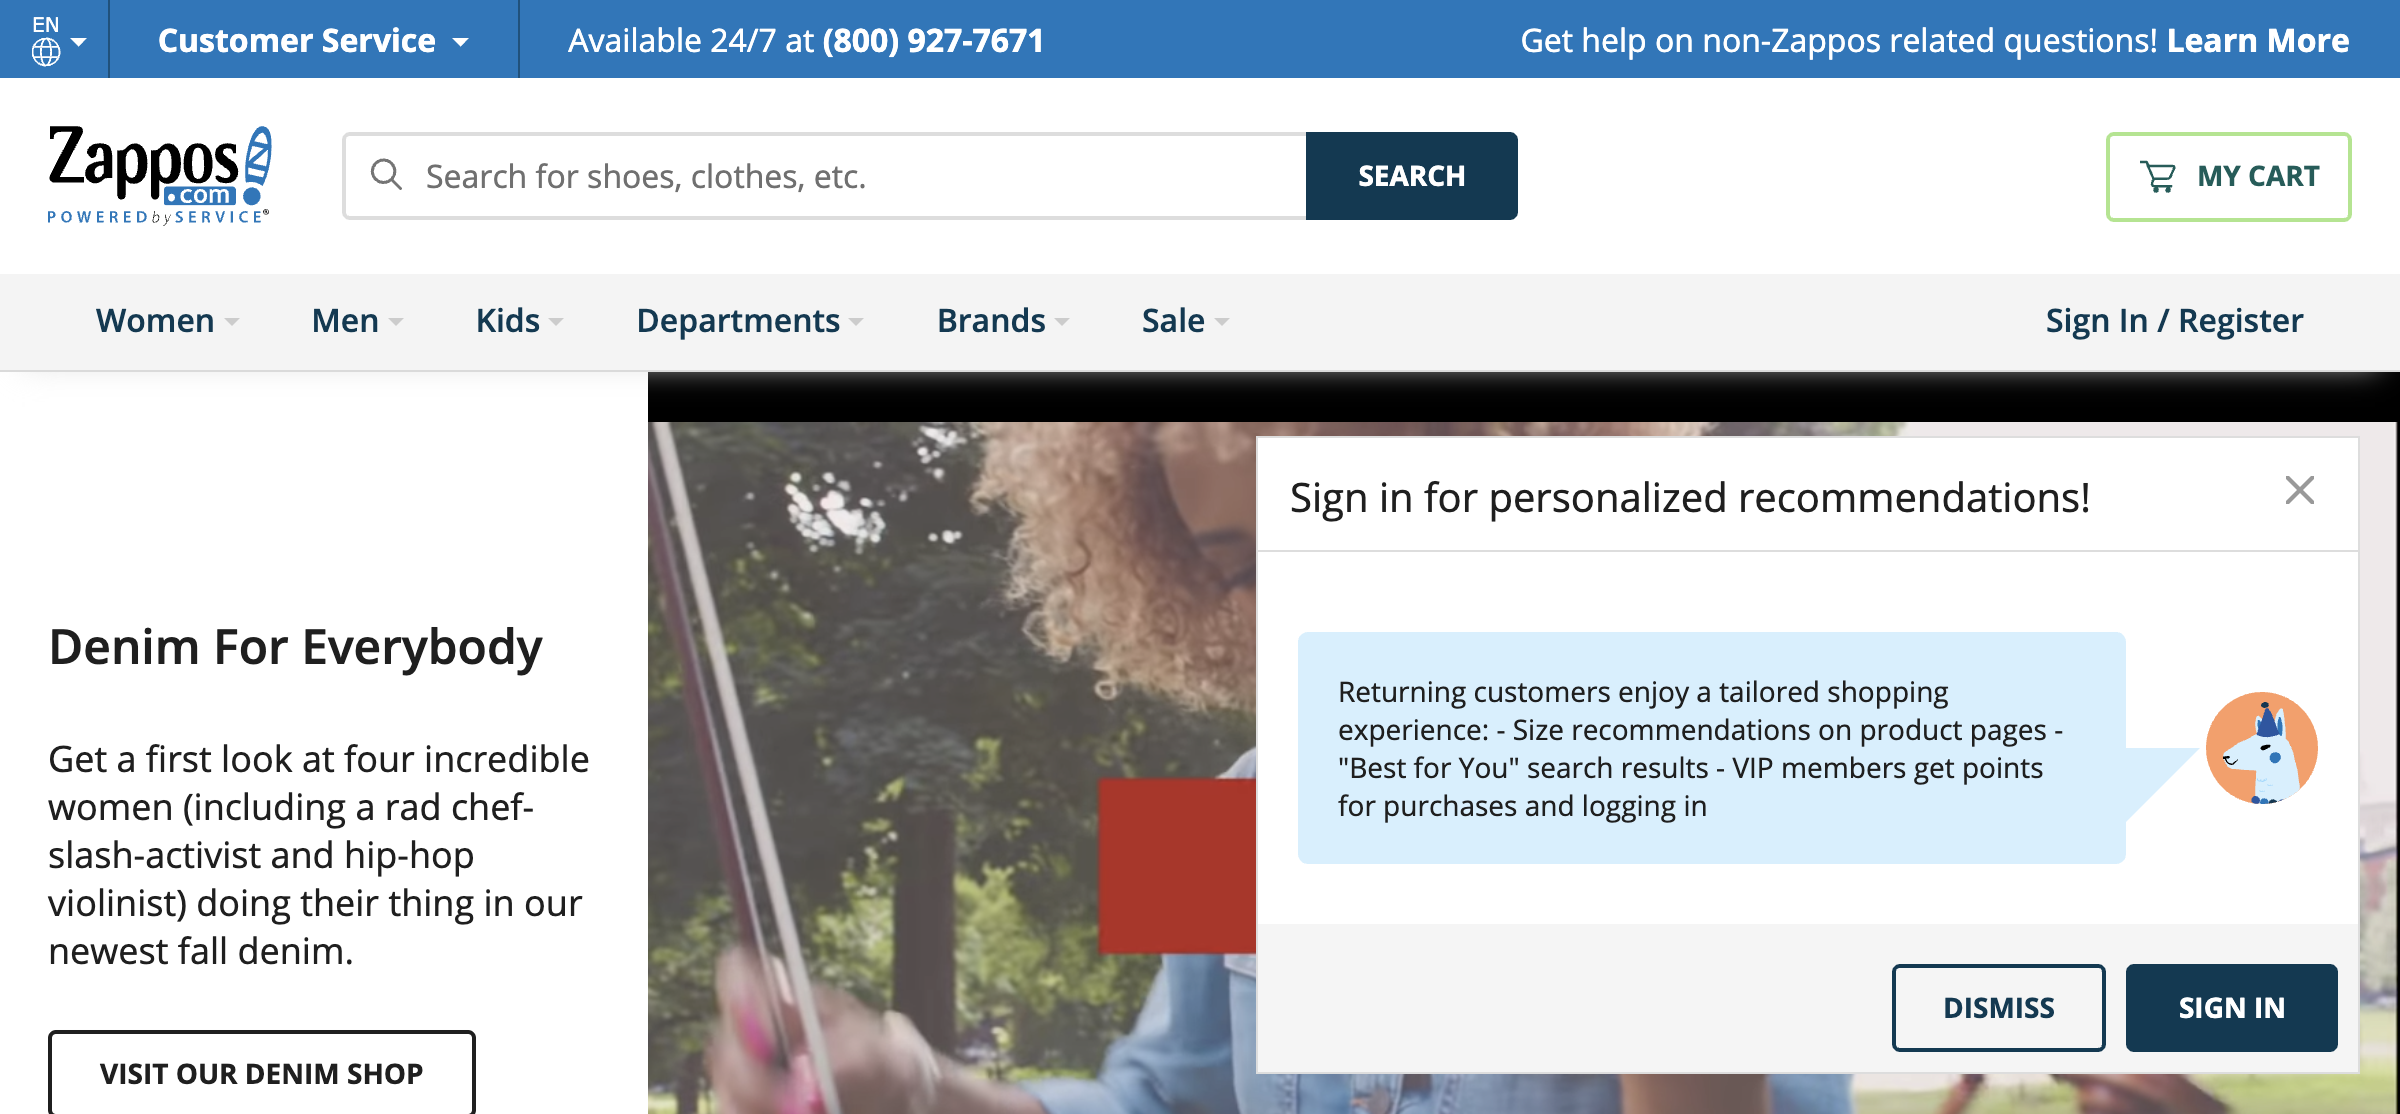 EN
Customer Service
Available 24/7 at (800) 927-7671
Get help on non-Zappos related questions! Learn More
Zappos
.com
POWERED by SERVICE®
Search for shoes, clothes, etc.
SEARCH
MY CART
Women
Men
Kids
Departments
Brands
Sale
Sign In / Register
Denim For Everybody
Get a first look at four incredible
women (including a rad chef-
slash-activist and hip-hop
violinist) doing their thing in our
newest fall denim.
VISIT OUR DENIM SHOP
Sign in for personalized recommendations!
Returning customers enjoy a tailored shopping
experience: - Size recommendations on product pages -
"Best for You" search results - VIP members get points
for purchases and logging in
DISMISS
SIGN IN